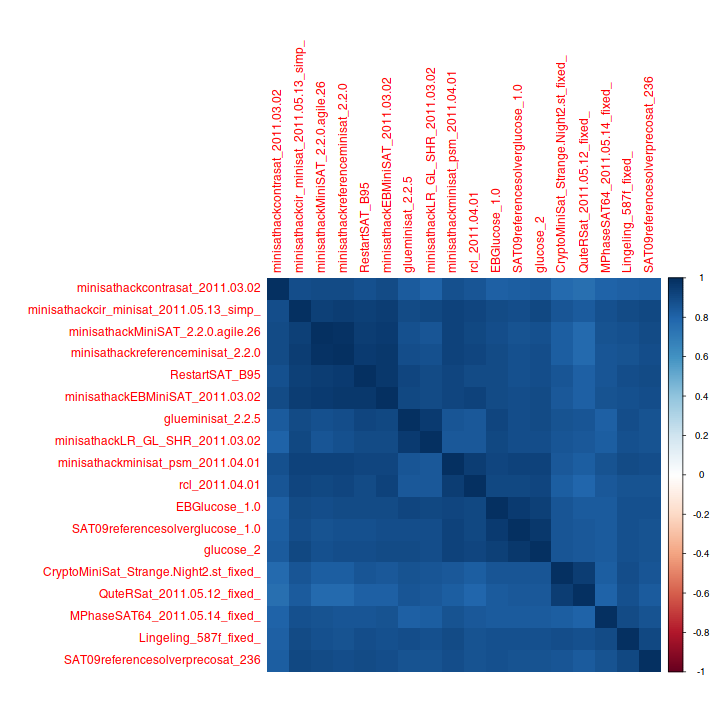 minisathackcontrasat_2011.03.02
minisathackcir_minisat_2011.05.13_simp_
minisathackMiniSAT_2.2.0.agile.26
minisathackreferenceminisat_2.2.0
RestartSAT_B95
minisathackEBMiniSAT_2011.03.02
glueminisat_2.2.5
minisathackLR_GL_SHR_2011.03.02
minisathackminisat_psm_2011.04.01
rcl_2011.04.01
EBGlucose_1.0
SAT09referencesolverglucose_1.0
glucose_2
CryptoMiniSat_Strange.Night2.st_fixed_
QuteRSat_2011.05.12_fixed_
MPhaseSAT64_2011.05.14_fixed_
Lingeling_587f_fixed_
SAT09referencesolverprecosat_236
minisathackcontrasat_2011.03.02
minisathackcir_minisat_2011.05.13_simp_
minisathackMiniSAT_2.2.0.agile.26
minisathackreferenceminisat_2.2.0
RestartSAT_B95
minisathackEBMiniSAT_2011.03.02
glueminisat_2.2.5
minisathackLR_GL_SHR_2011.03.02
minisathackminisat_psm_2011.04.01
rcl_2011.04.01
EBGlucose_1.0
SAT09referencesolverglucose_1.0
glucose_2
CryptoMiniSat_Strange.Night2.st_fixed_
QuteRSat_2011.05.12_fixed_
MPhaseSAT64_2011.05.14_fixed_
Lingeling_587f_fixed_
SAT09referencesolverprecosat_236
1
0.8
0.6
0.4
0.2
0
-0.2
-0.4
-0.6
-0.8
-1